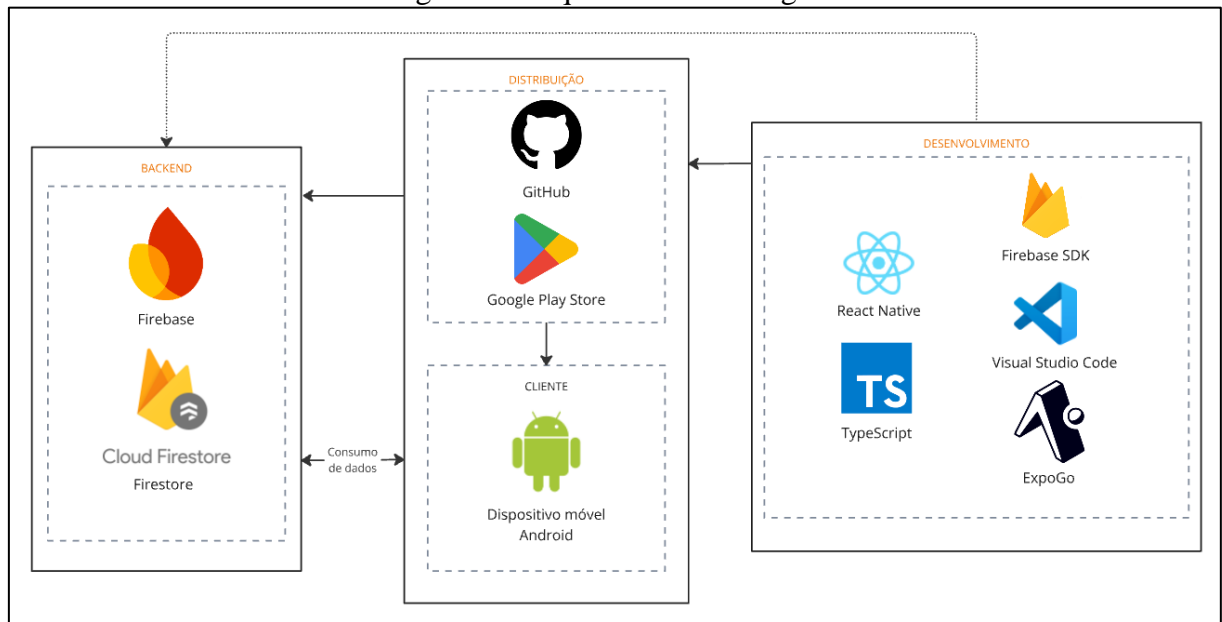 DISTRIBUIÇÃO
GitHub
Google Play Store
CLIENTE
Dispositivo móvel
Android
BACKEND
Firebase
Cloud Firestore
Firestore
Consumo
de dados
DESENVOLVIMENTO
Firebase SDK
React Native
Visual Studio Code
TS
TypeScript
ExpoGo